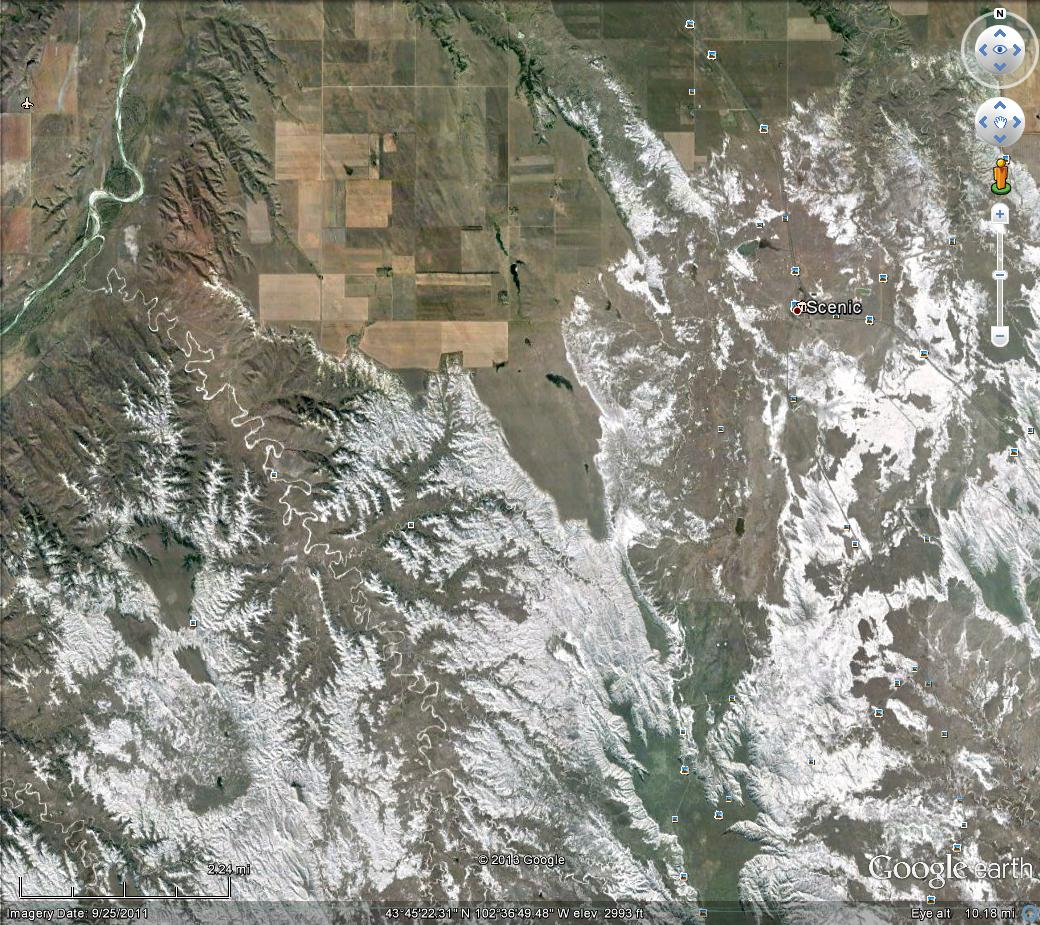 N
Scenic
2.24 mi
© 2013 Google
Google earth
Imagery Date: 9/25/2011 43°45'22.31" N 102°36'49.48" W elev 2993 ft Eye alt 10.18 mi